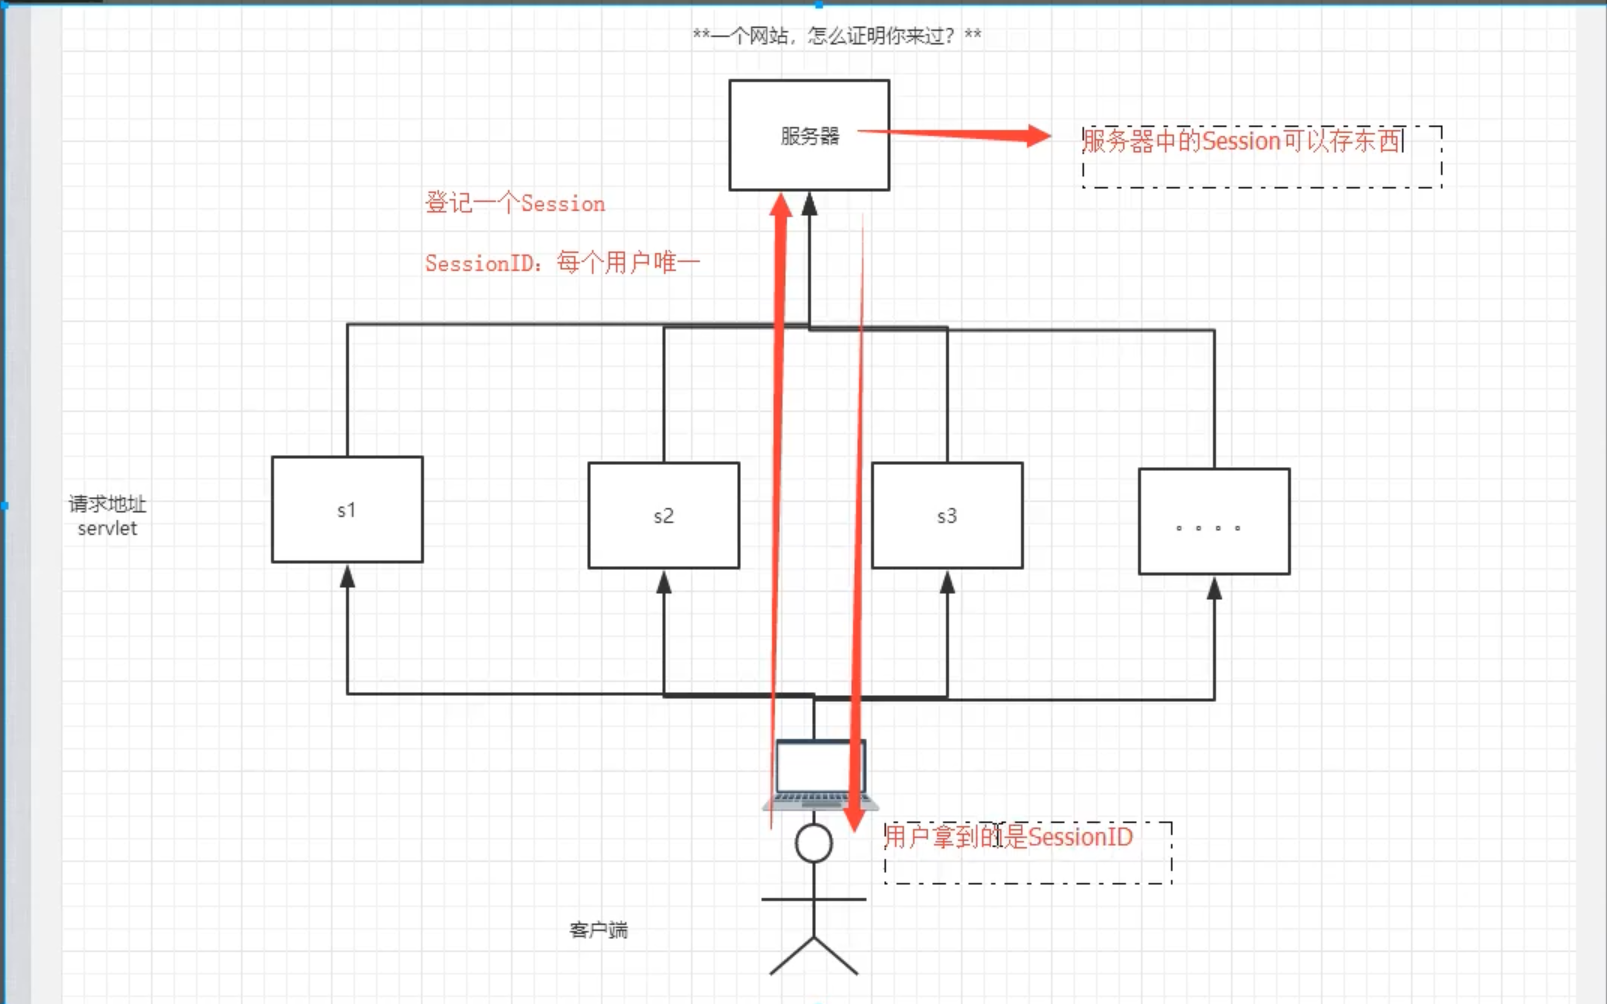 **一个网站，怎么证明你来过？**
服务器
服务器中的Session可以存东西
登记一个Session
SessionID：每个用户唯一
请求地址
servlet
s1
s2
s3
。。。。
用户拿到的是SessionID
客户端